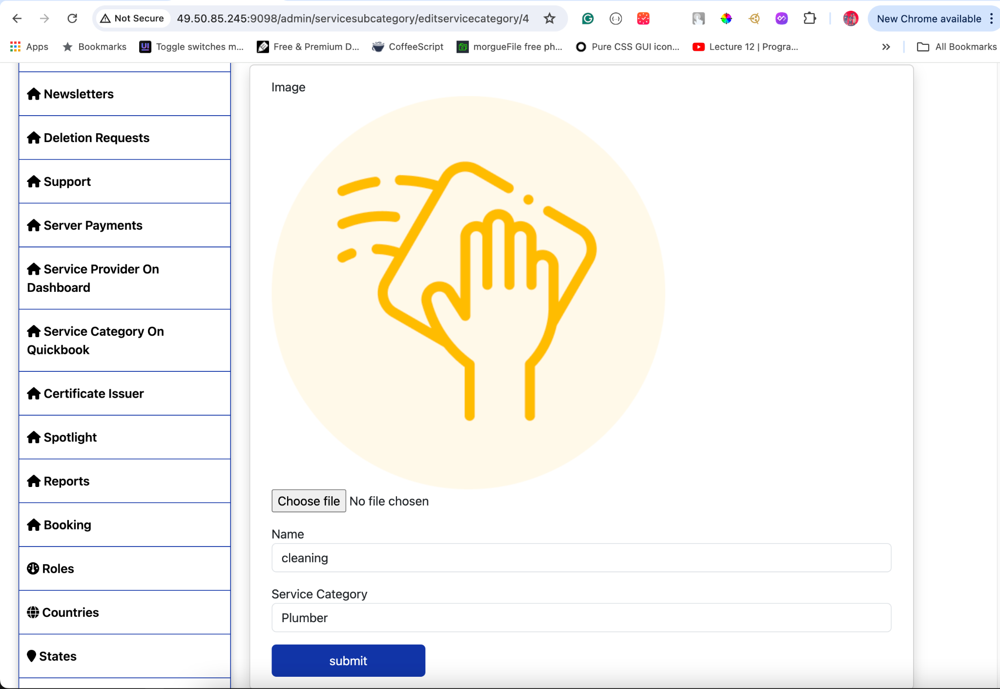 Not Secure 49.50.85.245:9098/admin/servicesubcategory/editservicecategory/4 New Chrome available
Apps Bookmarks UI Toggle switches m... Free & Premium D... CoffeeScript morgueFile free ph... Pure CSS GUI icon... Lecture 12 | Progra... All Bookmarks
Newsletters
Deletion Requests
Support
Server Payments
Service Provider On
Dashboard
Service Category On
Quickbook
Certificate Issuer
Spotlight
Reports
Booking
Roles
Countries
States
Image
Choose file No file chosen
Name
cleaning
Service Category
Plumber
submit